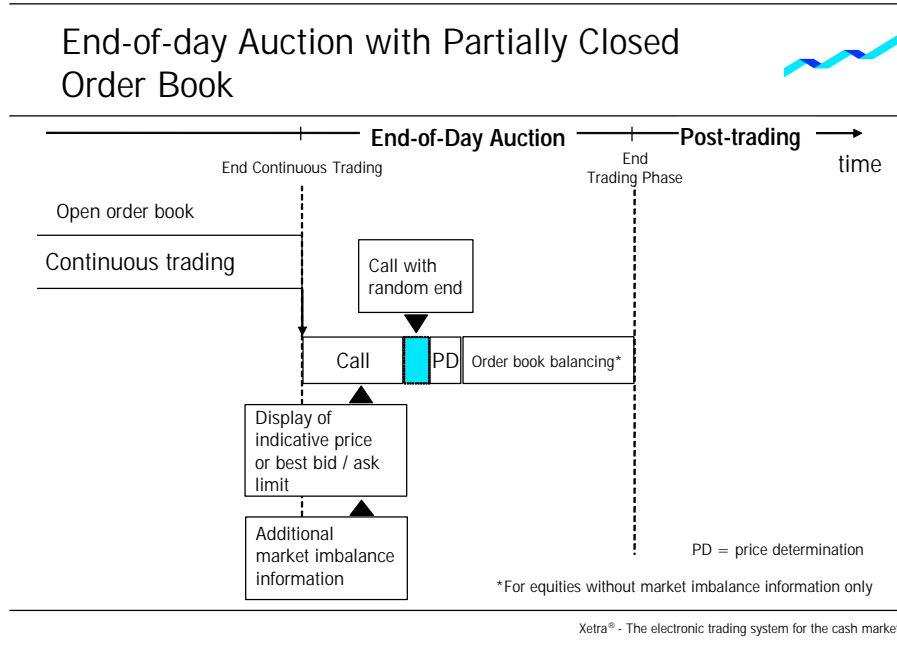 End-of-day Auction with Partially Closed
Order Book
End-of-Day Auction
Post-trading
time
End Continuous Trading
End
Trading Phase
Open order book
Continuous trading
Call with
random end
Call
PD
Order book balancing*
Display of
indicative price
or best bid / ask
limit
Additional
market imbalance
information
PD = price determination
*For equities without market imbalance information only
Xetra® - The electronic trading system for the cash market